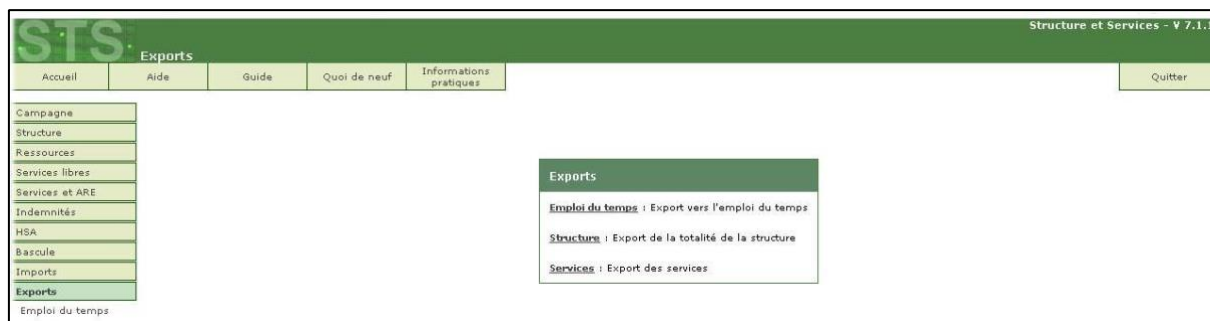 Structure et Services - V 7.1.
STS
Exports
Accueil
Aide
Guide
Quoi de neuf
Informations
pratiques
Quitter
Campagne
Structure
Ressources
Services libres
Services et ARE
Indemnités
HSA
Bascule
Imports
Exports
Emploi du temps
Exports
Emploi du temps : Export vers l'emploi du temps
Structure : Export de la totalité de la structure
Services : Export des services